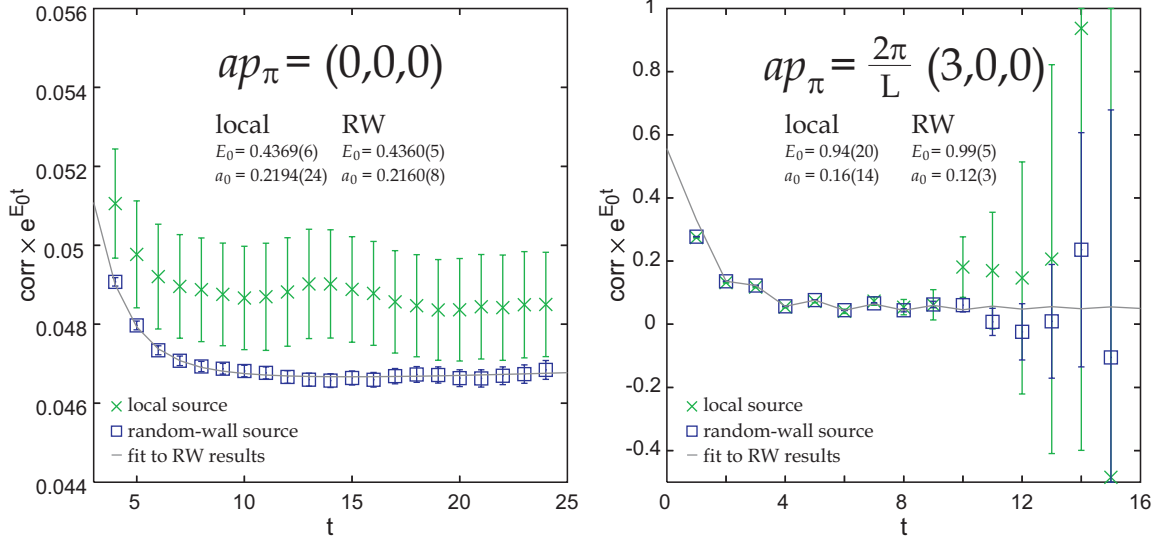 0.056
0.054
0.052
0.05
0.048
0.046
0.044
corr × e^{E_0 t}
ap_π = (0,0,0)
local RW
E_0 = 0.4369(6) E_0 = 0.4360(5)
a_0 = 0.2194(24) a_0 = 0.2160(8)
local source
random-wall source
fit to RW results
5 10 15 20 25
t
1
0.8
0.6
0.4
0.2
0
-0.2
-0.4
corr × e^{E_0 t}
ap_π = 2π/L (3,0,0)
local RW
E_0 = 0.94(20) E_0 = 0.99(5)
a_0 = 0.16(14) a_0 = 0.12(3)
local source
random-wall source
fit to RW results
0 2 4 6 8 10 12 14 16
t